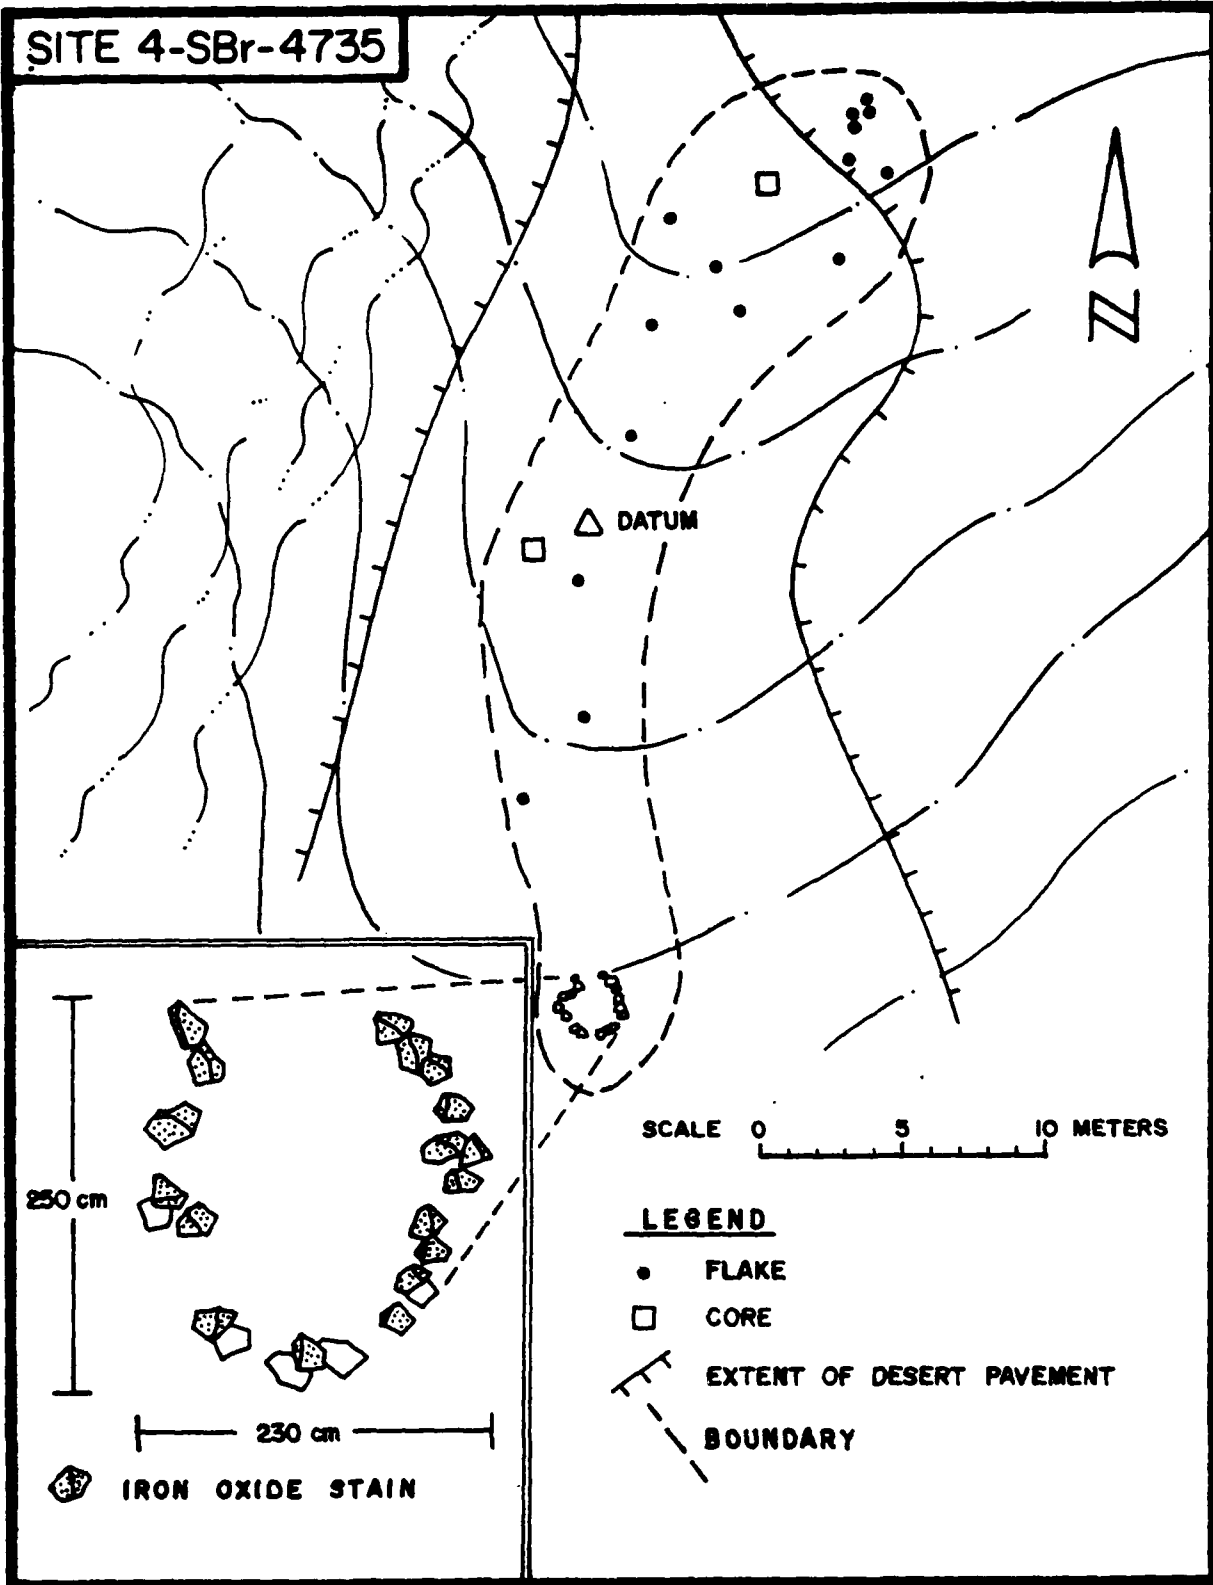 SITE 4-SBr-4735
N
DATUM
SCALE 0 5 10 METERS
250 cm
LEGEND
FLAKE
CORE
EXTENT OF DESERT PAVEMENT
BOUNDARY
230 cm
IRON OXIDE STAIN